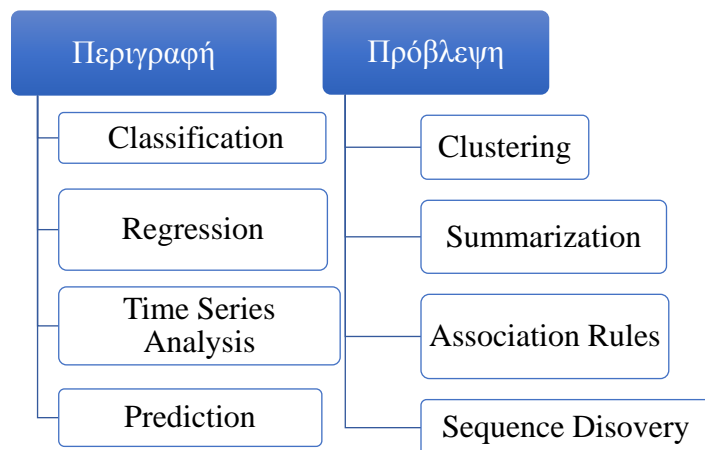 Περιγραφή
Classification
Regression
Time Series
Analysis
Prediction
Πρόβλεψη
Clustering
Summarization
Association Rules
Sequence Disovery